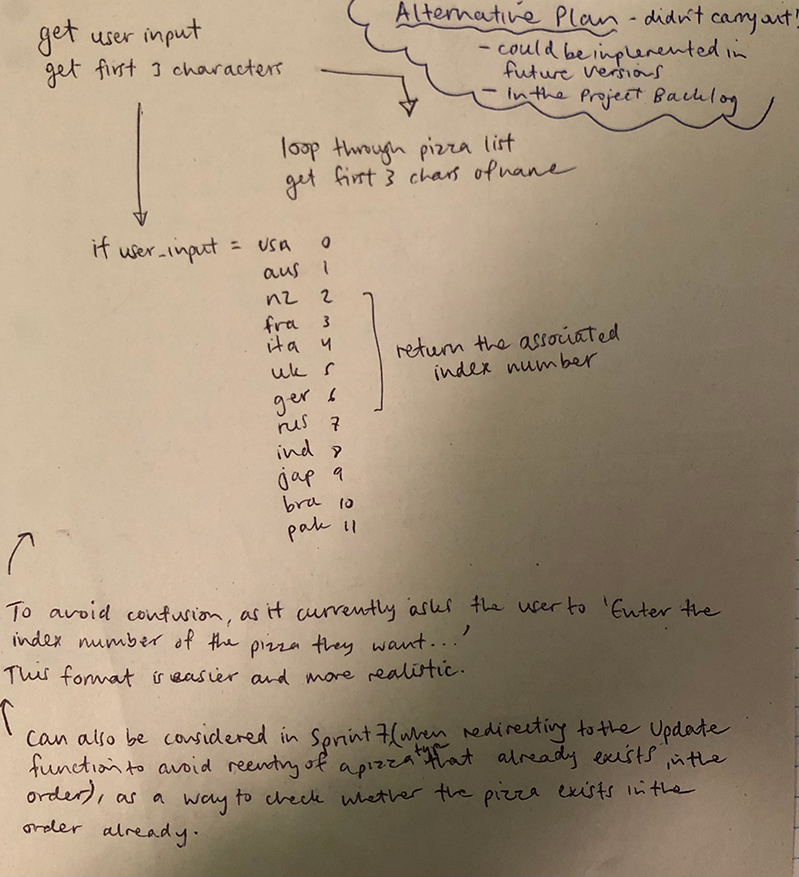 Alternative Plan - didn't carry out!
- could be implemented in
future versions
- In the Project Backlog
get user input
get first 3 characters
loop through pizza list
get first 3 chars of name
if user_input = usa 0
aus 1
nz 2
fra 3
ita 4
uk 5
ger 6
rus 7
ind 8
jap 9
bra 10
pak 11
return the associated
index number
To avoid confusion, as it currently asks the user to 'Enter the
index number of the pizza they want...'
This format is easier and more realistic.
Can also be considered in Sprint 7 (when redirecting to the Update
function to avoid reentry of a pizza type that already exists in the
order), as a way to check whether the pizza exists in the
order already.